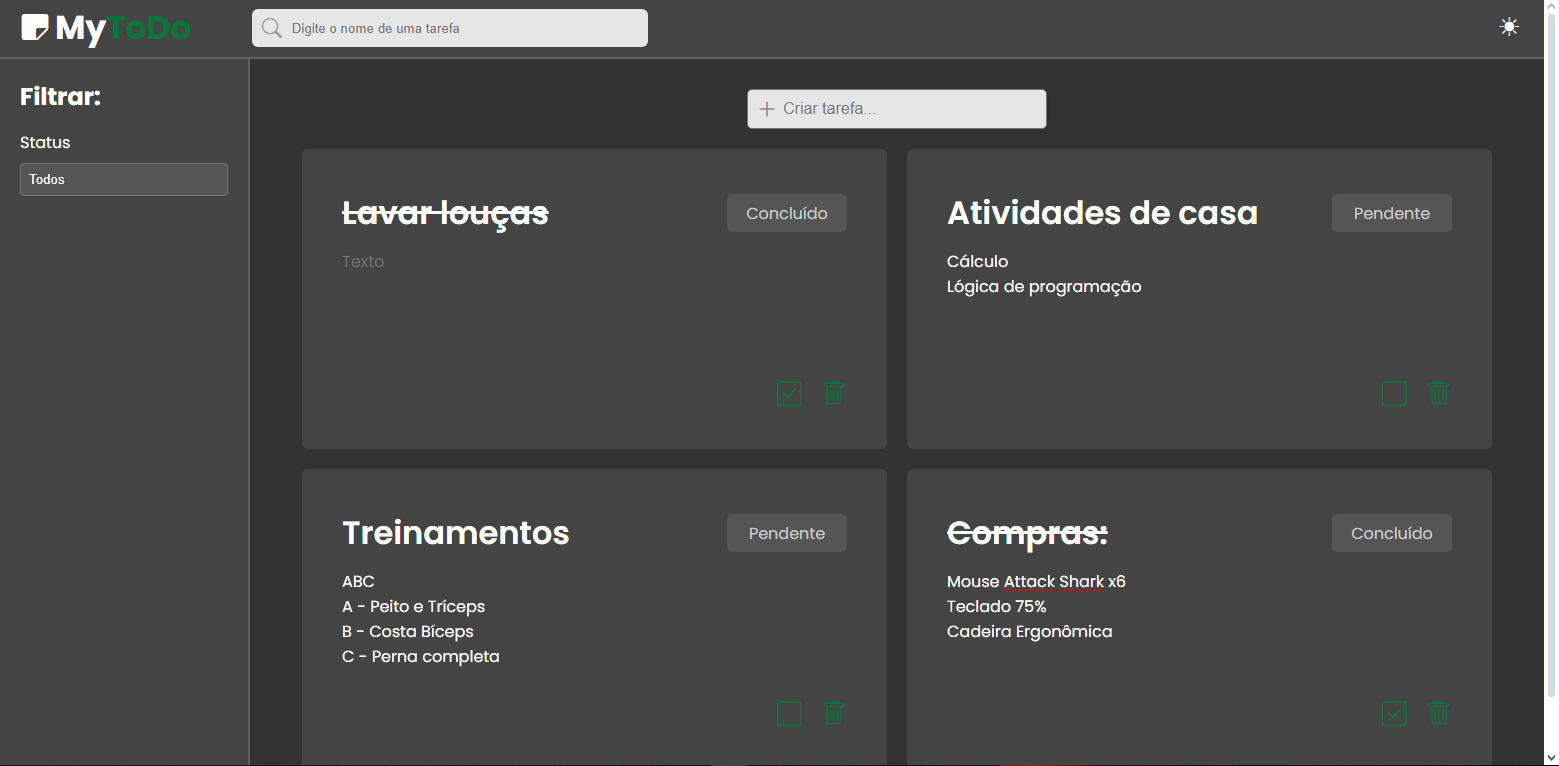 MyToDo
Digite o nome de uma tarefa
Filtrar:
Status
Todos
Criar tarefa...
Lavar louças
Concluído
Texto
Atividades de casa
Pendente
Cálculo
Lógica de programação
Treinamentos
Pendente
ABC
A - Peito e Tríceps
B - Costa Bíceps
C - Perna completa
Compras:
Concluído
Mouse Attack Shark x6
Teclado 75%
Cadeira Ergonômica